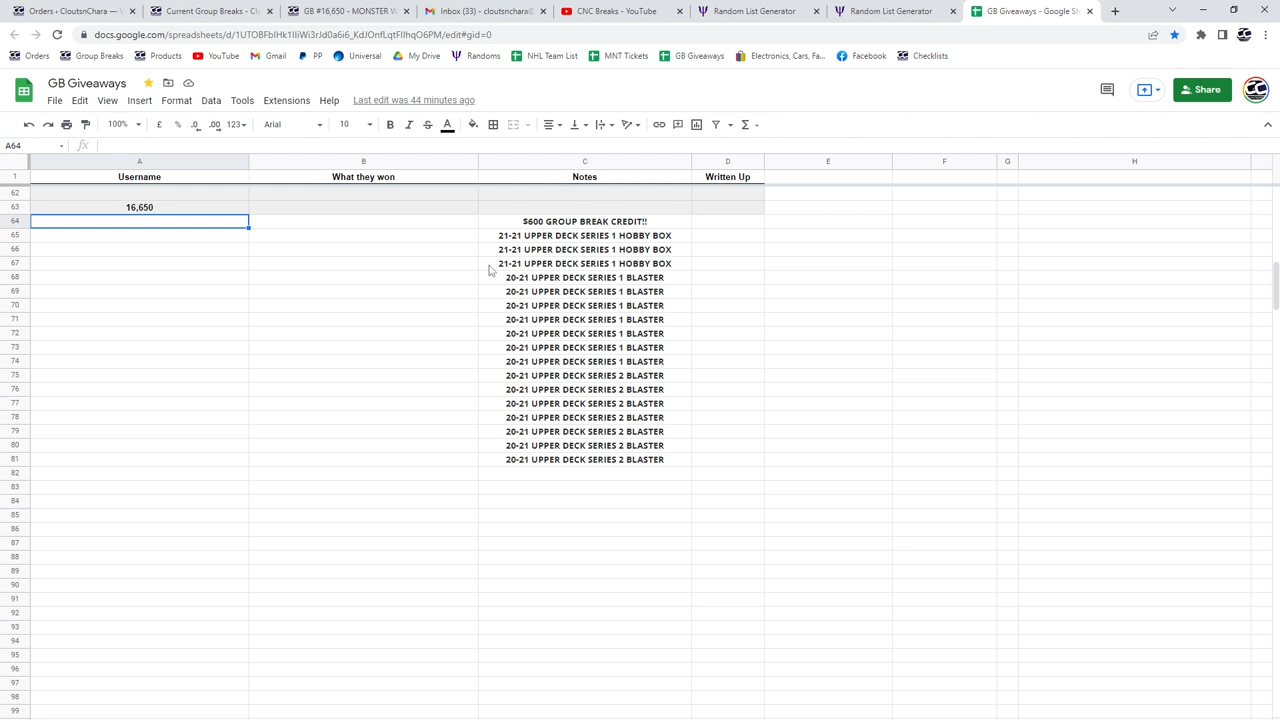 Orders ‹ CloutsnChara — W
Current Group Breaks – Clo
GB #16,650 - MONSTER W
Inbox (33) - cloutsnchara@
CNC Breaks - YouTube
Random List Generator
Random List Generator
GB Giveaways - Google Sh
docs.google.com/spreadsheets/d/1UTOBFbIHk1IIiWi3rJd0a6i6_KdJOnfLqtFlIhqO6PM/edit#gid=0
Orders
Group Breaks
Products
YouTube
Gmail
PP
Universal
My Drive
Randoms
NHL Team List
MNT Tickets
GB Giveaways
Electronics, Cars, Fa...
Facebook
Checklists
GB Giveaways
File Edit View Insert Format Data Tools Extensions Help Last edit was 44 minutes ago
Share
100% £ % .0 .00 123 Arial 10 B I S A
A64 fx
A B C D E F G H
1 Username What they won Notes Written Up
62
63 16,650
64 $600 GROUP BREAK CREDIT!!
65 21-21 UPPER DECK SERIES 1 HOBBY BOX
66 21-21 UPPER DECK SERIES 1 HOBBY BOX
67 21-21 UPPER DECK SERIES 1 HOBBY BOX
68 20-21 UPPER DECK SERIES 1 BLASTER
69 20-21 UPPER DECK SERIES 1 BLASTER
70 20-21 UPPER DECK SERIES 1 BLASTER
71 20-21 UPPER DECK SERIES 1 BLASTER
72 20-21 UPPER DECK SERIES 1 BLASTER
73 20-21 UPPER DECK SERIES 1 BLASTER
74 20-21 UPPER DECK SERIES 1 BLASTER
75 20-21 UPPER DECK SERIES 2 BLASTER
76 20-21 UPPER DECK SERIES 2 BLASTER
77 20-21 UPPER DECK SERIES 2 BLASTER
78 20-21 UPPER DECK SERIES 2 BLASTER
79 20-21 UPPER DECK SERIES 2 BLASTER
80 20-21 UPPER DECK SERIES 2 BLASTER
81 20-21 UPPER DECK SERIES 2 BLASTER
82
83
84
85
86
87
88
89
90
91
92
93
94
95
96
97
98
99